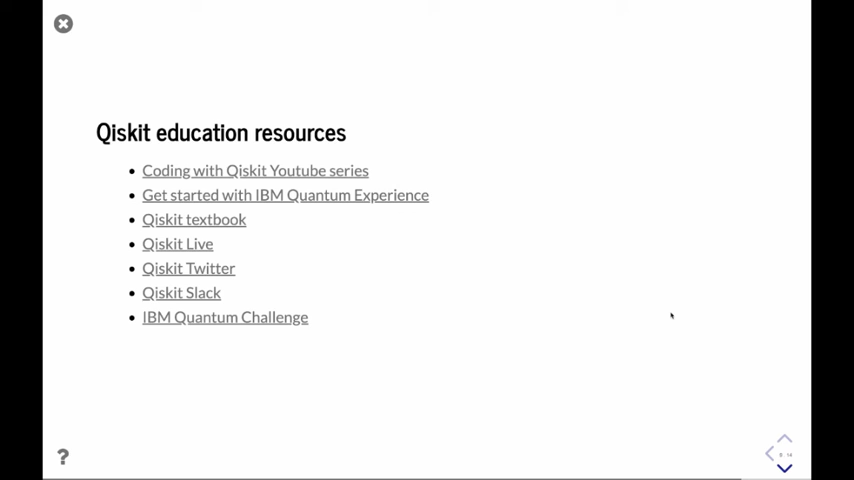 Qiskit education resources
Coding with Qiskit Youtube series
Get started with IBM Quantum Experience
Qiskit textbook
Qiskit Live
Qiskit Twitter
Qiskit Slack
IBM Quantum Challenge
?